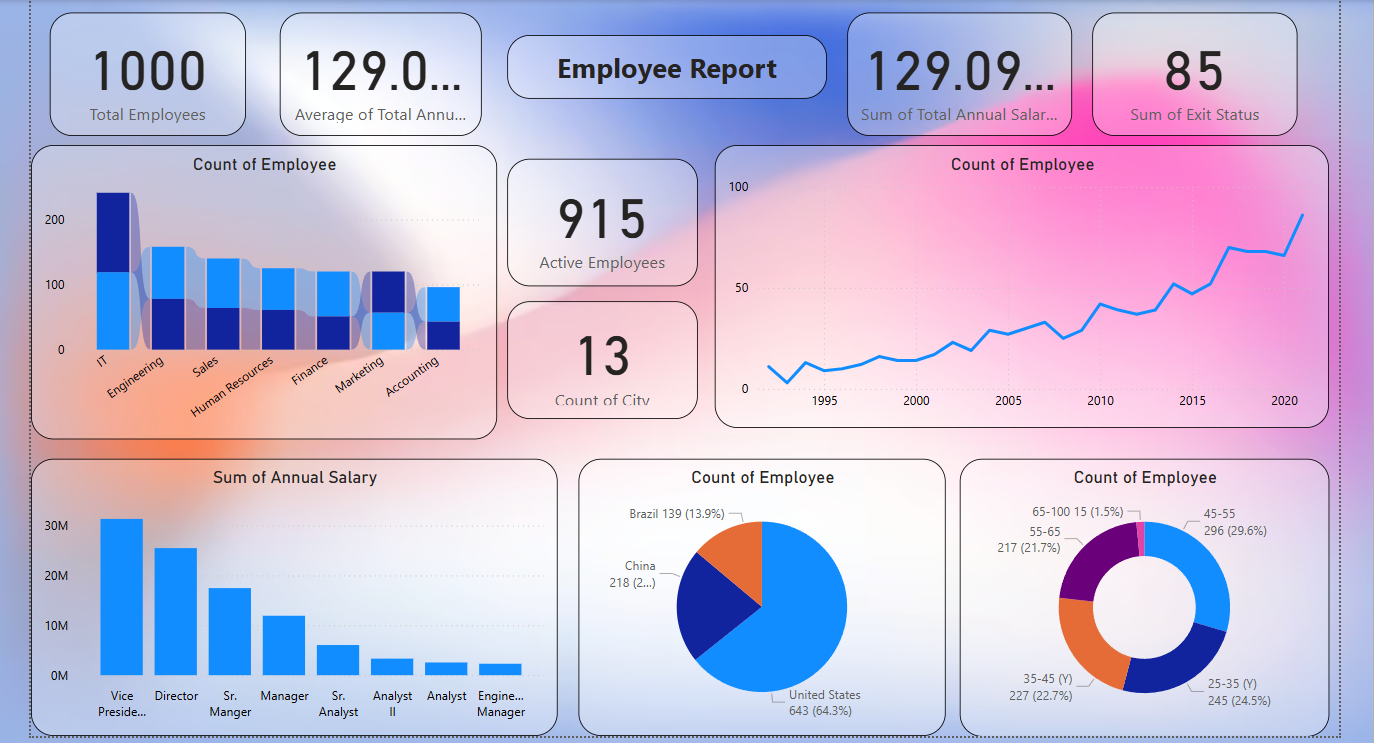 1000
Total Employees
129.0...
Average of Total Annu...
Employee Report
129.09...
Sum of Total Annual Salar...
85
Sum of Exit Status
Count of Employee
200
100
0
IT
Engineering
Sales
Human Resources
Finance
Marketing
Accounting
915
Active Employees
13
Count of City
Count of Employee
100
50
0
1995
2000
2005
2010
2015
2020
Sum of Annual Salary
30M
20M
10M
0M
Vice
Preside...
Director
Sr.
Manger
Manager
Sr.
Analyst
Analyst
II
Analyst
Engine...
Manager
Count of Employee
Brazil 139 (13.9%)
China
218 (2...)
United States
643 (64.3%)
Count of Employee
65-100 15 (1.5%)
45-55
296 (29.6%)
55-65
217 (21.7%)
35-45 (Y)
227 (22.7%)
25-35 (Y)
245 (24.5%)